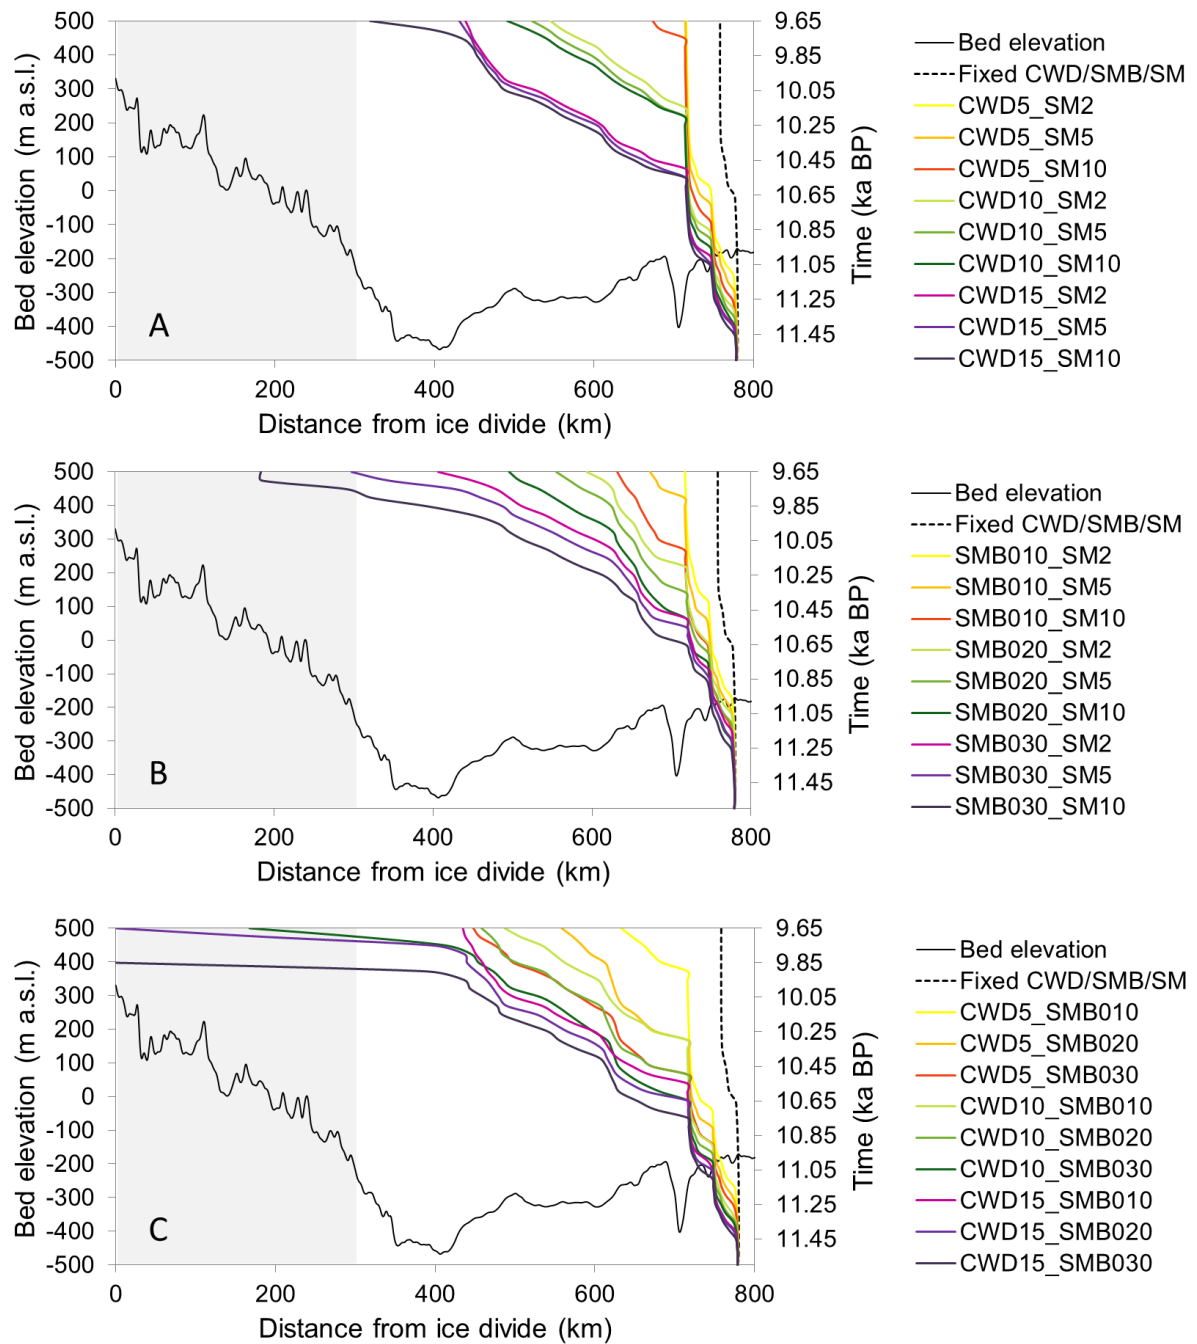 500
400
300
200
100
0
-100
-200
-300
-400
-500
Bed elevation (m a.s.l.)
A
0
200
400
600
800
Distance from ice divide (km)
9.65
9.85
10.05
10.25
10.45
10.65
10.85
11.05
11.25
11.45
Time (ka BP)
Bed elevation
Fixed CWD/SMB/SM
CWD5_SM2
CWD5_SM5
CWD5_SM10
CWD10_SM2
CWD10_SM5
CWD10_SM10
CWD15_SM2
CWD15_SM5
CWD15_SM10
500
400
300
200
100
0
-100
-200
-300
-400
-500
Bed elevation (m a.s.l.)
B
0
200
400
600
800
Distance from ice divide (km)
9.65
9.85
10.05
10.25
10.45
10.65
10.85
11.05
11.25
11.45
Time (ka BP)
Bed elevation
Fixed CWD/SMB/SM
SMB010_SM2
SMB010_SM5
SMB010_SM10
SMB020_SM2
SMB020_SM5
SMB020_SM10
SMB030_SM2
SMB030_SM5
SMB030_SM10
500
400
300
200
100
0
-100
-200
-300
-400
-500
Bed elevation (m a.s.l.)
C
0
200
400
600
800
Distance from ice divide (km)
9.65
9.85
10.05
10.25
10.45
10.65
10.85
11.05
11.25
11.45
Time (ka BP)
Bed elevation
Fixed CWD/SMB/SM
CWD5_SMB010
CWD5_SMB020
CWD5_SMB030
CWD10_SMB010
CWD10_SMB020
CWD10_SMB030
CWD15_SMB010
CWD15_SMB020
CWD15_SMB030